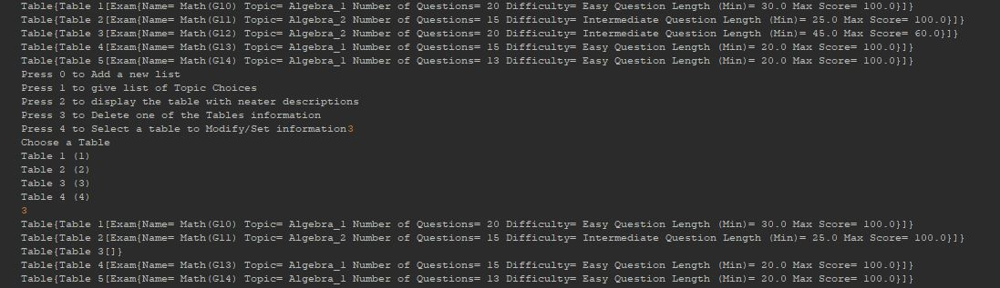 Table{Table 1[Exam{Name= Math(G10) Topic= Algebra_1 Number of Questions= 20 Difficulty= Easy Question Length (Min)= 30.0 Max Score= 100.0}]}
Table{Table 2[Exam{Name= Math(G11) Topic= Algebra_2 Number of Questions= 15 Difficulty= Intermediate Question Length (Min)= 25.0 Max Score= 100.0}]}
Table{Table 3[Exam{Name= Math(G12) Topic= Algebra_2 Number of Questions= 20 Difficulty= Intermediate Question Length (Min)= 45.0 Max Score= 60.0}]}
Table{Table 4[Exam{Name= Math(G13) Topic= Algebra_1 Number of Questions= 15 Difficulty= Easy Question Length (Min)= 20.0 Max Score= 100.0}]}
Table{Table 5[Exam{Name= Math(G14) Topic= Algebra_1 Number of Questions= 13 Difficulty= Easy Question Length (Min)= 20.0 Max Score= 100.0}]}
Press 0 to Add a new list
Press 1 to give list of Topic Choices
Press 2 to display the table with neater descriptions
Press 3 to Delete one of the Tables information
Press 4 to Select a table to Modify/Set information3
Choose a Table
Table 1 (1)
Table 2 (2)
Table 3 (3)
Table 4 (4)
3
Table{Table 1[Exam{Name= Math(G10) Topic= Algebra_1 Number of Questions= 20 Difficulty= Easy Question Length (Min)= 30.0 Max Score= 100.0}]}
Table{Table 2[Exam{Name= Math(G11) Topic= Algebra_2 Number of Questions= 15 Difficulty= Intermediate Question Length (Min)= 25.0 Max Score= 100.0}]}
Table{Table 3[]}
Table{Table 4[Exam{Name= Math(G13) Topic= Algebra_1 Number of Questions= 15 Difficulty= Easy Question Length (Min)= 20.0 Max Score= 100.0}]}
Table{Table 5[Exam{Name= Math(G14) Topic= Algebra_1 Number of Questions= 13 Difficulty= Easy Question Length (Min)= 20.0 Max Score= 100.0}]}